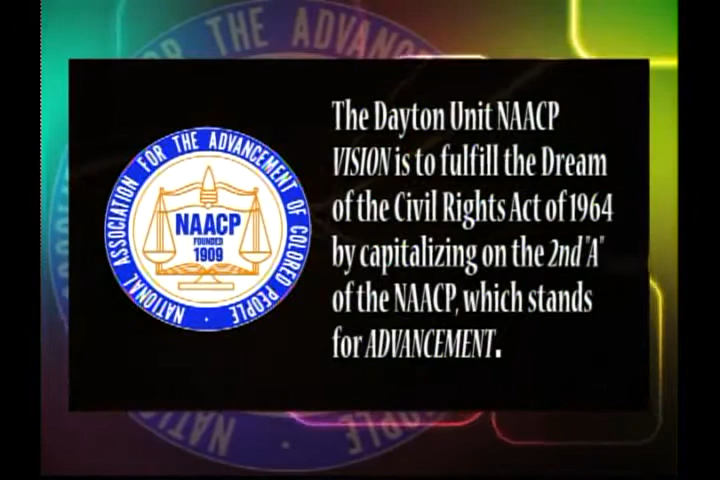 THE ADVAN
NATIONAL ASSOCIATION FOR THE ADVANCEMENT OF COLORED PEOPLE
NAACP
FOUNDED
1909
The Dayton Unit NAACP
VISION is to fulfill the Dream
of the Civil Rights Act of 1964
by capitalizing on the 2nd "A"
of the NAACP, which stands
for ADVANCEMENT.